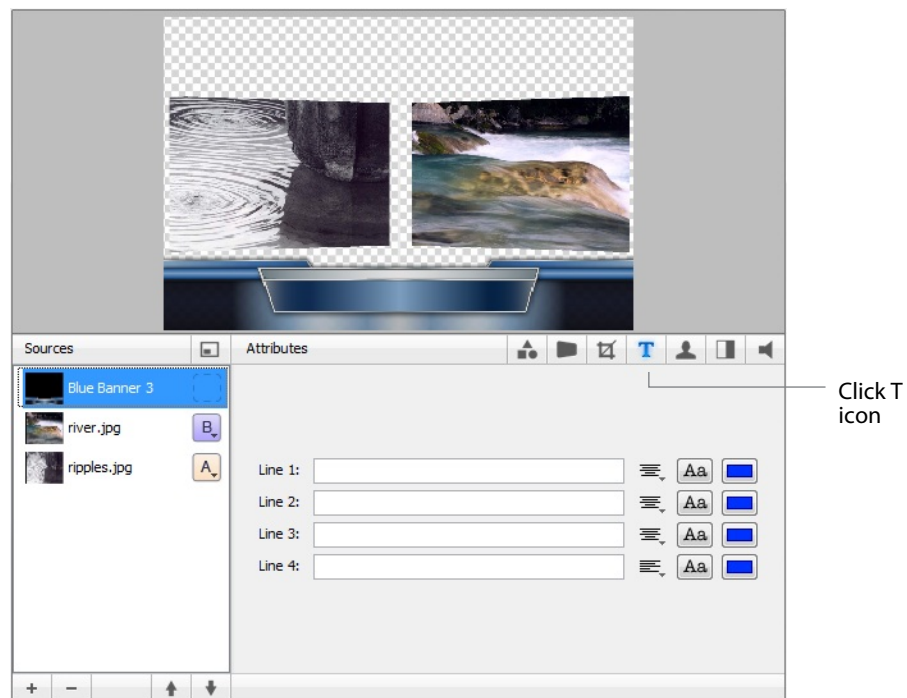 Sources
Attributes
T
Blue Banner 3
river.jpg
B
ripples.jpg
A
Line 1:
Aa
Line 2:
Aa
Line 3:
Aa
Line 4:
Aa
Click T
icon